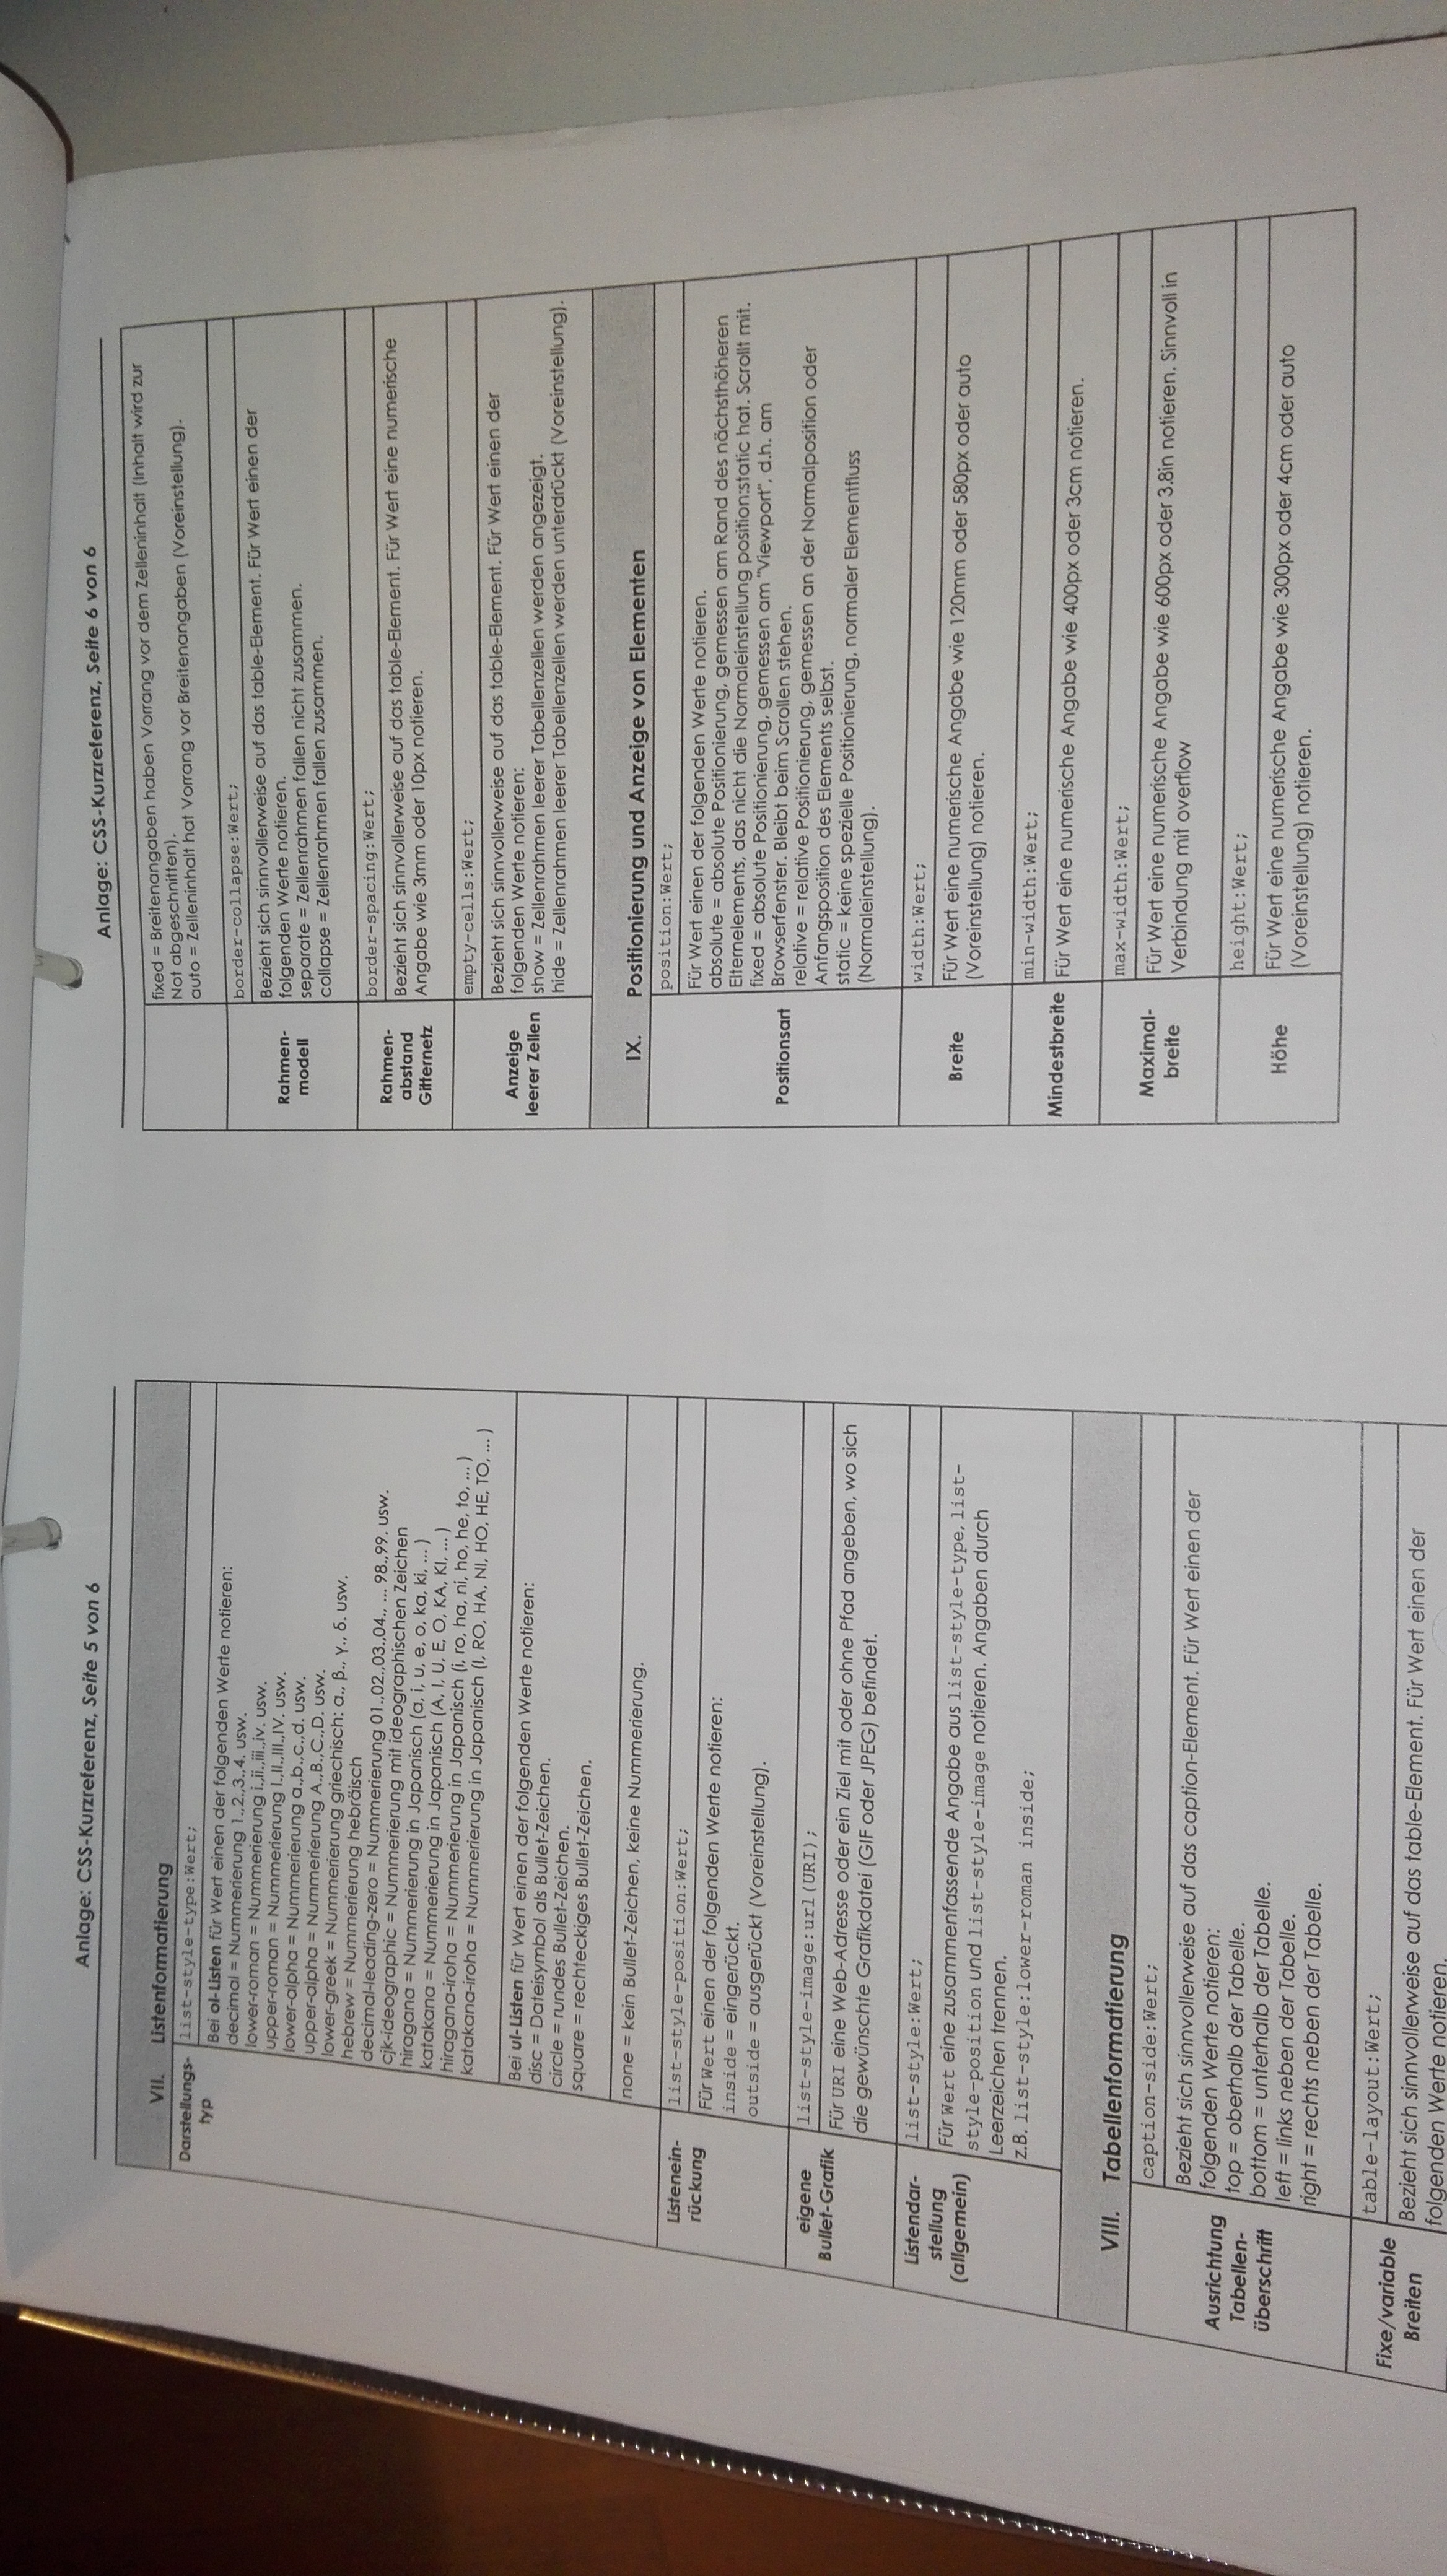 Anlage: CSS-Kurzreferenz, Seite 5 von 6
VII. Listenformatierung
Darstellungs-
typ
list-style-type:Wert;
Bei ol-Listen für Wert einen der folgenden Werte notieren:
decimal = Nummerierung 1.,2.,3.,4. usw.
lower-roman = Nummerierung i.,ii.,iii.,iv. usw.
upper-roman = Nummerierung I.,II.,III.,IV. usw.
lower-alpha = Nummerierung a.,b.,c.,d. usw.
upper-alpha = Nummerierung A.,B.,C.,D. usw.
lower-greek = Nummerierung griechisch: α., β., γ., δ. usw.
hebrew = Nummerierung hebräisch
decimal-leading-zero = Nummerierung 01.,02.,03.,04., ... 98.,99. usw.
cjk-ideographic = Nummerierung mit ideographischen Zeichen
hiragana = Nummerierung in Japanisch (a, i, u, e, o, ka, ki, ... )
katakana = Nummerierung in Japanisch (A, I, U, E, O, KA, KI, ... )
hiragana-iroha = Nummerierung in Japanisch (i, ro, ha, ni, ho, he, to, ... )
katakana-iroha = Nummerierung in Japanisch (I, RO, HA, NI, HO, HE, TO, ... )
Bei ul-Listen für Wert einen der folgenden Werte notieren:
disc = Dateisymbol als Bullet-Zeichen.
circle = rundes Bullet-Zeichen.
square = rechteckiges Bullet-Zeichen.
none = kein Bullet-Zeichen, keine Nummerierung.
Listenein-
rückung
list-style-position:Wert;
Für Wert einen der folgenden Werte notieren:
inside = eingerückt.
outside = ausgerückt (Voreinstellung).
eigene
Bullet-Grafik
list-style-image:url(URI);
Für URI eine Web-Adresse oder ein Ziel mit oder ohne Pfad angeben, wo sich
die gewünschte Grafikdatei (GIF oder JPEG) befindet.
Listendar-
stellung
(allgemein)
list-style:Wert;
Für Wert eine zusammenfassende Angabe aus list-style-type, list-
style-position und list-style-image notieren. Angaben durch
Leerzeichen trennen.
z.B. list-style:lower-roman inside;
VIII. Tabellenformatierung
Ausrichtung
Tabellen-
überschrift
caption-side:Wert;
Bezieht sich sinnvollerweise auf das caption-Element. Für Wert einen der
folgenden Werte notieren:
top = oberhalb der Tabelle.
bottom = unterhalb der Tabelle.
left = links neben der Tabelle.
right = rechts neben der Tabelle.
Fixe/variable
Breiten
table-layout:Wert;
Bezieht sich sinnvollerweise auf das table-Element. Für Wert einen der
folgenden Werte notieren.
Anlage: CSS-Kurzreferenz, Seite 6 von 6
fixed = Breitenangaben haben Vorrang vor dem Zelleninhalt (Inhalt wird zur
Not abgeschnitten).
auto = Zelleninhalt hat Vorrang vor Breitenangaben (Voreinstellung).
Rahmen-
modell
border-collapse:Wert;
Bezieht sich sinnvollerweise auf das table-Element. Für Wert einen der
folgenden Werte notieren.
separate = Zellenrahmen fallen nicht zusammen.
collapse = Zellenrahmen fallen zusammen.
Rahmen-
abstand
Gitternetz
border-spacing:Wert;
Bezieht sich sinnvollerweise auf das table-Element. Für Wert eine numerische
Angabe wie 3mm oder 10px notieren.
Anzeige
leerer Zellen
empty-cells:Wert;
Bezieht sich sinnvollerweise auf das table-Element. Für Wert einen der
folgenden Werte notieren:
show = Zellenrahmen leerer Tabellenzellen werden angezeigt.
hide = Zellenrahmen leerer Tabellenzellen werden unterdrückt (Voreinstellung).
IX. Positionierung und Anzeige von Elementen
Positionsart
position:Wert;
Für Wert einen der folgenden Werte notieren.
absolute = absolute Positionierung, gemessen am Rand des nächsthöheren
Elternelements, das nicht die Normaleinstellung position:static hat. Scrollt mit.
fixed = absolute Positionierung, gemessen am "Viewport", d.h. am
Browserfenster. Bleibt beim Scrollen stehen.
relative = relative Positionierung, gemessen an der Normalposition oder
Anfangsposition des Elements selbst.
static = keine spezielle Positionierung, normaler Elementfluss
(Normaleinstellung).
Breite
width:Wert;
Für Wert eine numerische Angabe wie 120mm oder 580px oder auto
(Voreinstellung) notieren.
Mindestbreite
min-width:Wert;
Für Wert eine numerische Angabe wie 400px oder 3cm notieren.
Maximal-
breite
max-width:Wert;
Für Wert eine numerische Angabe wie 600px oder 3.8in notieren. Sinnvoll in
Verbindung mit overflow
Höhe
height:Wert;
Für Wert eine numerische Angabe wie 300px oder 4cm oder auto
(Voreinstellung) notieren.